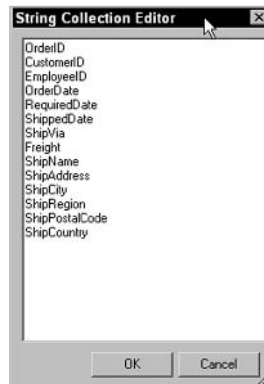 String Collection Editor
OrderID
CustomerID
EmployeeID
OrderDate
RequiredDate
ShippedDate
ShipVia
Freight
ShipName
ShipAddress
ShipCity
ShipRegion
ShipPostalCode
ShipCountry
OK Cancel